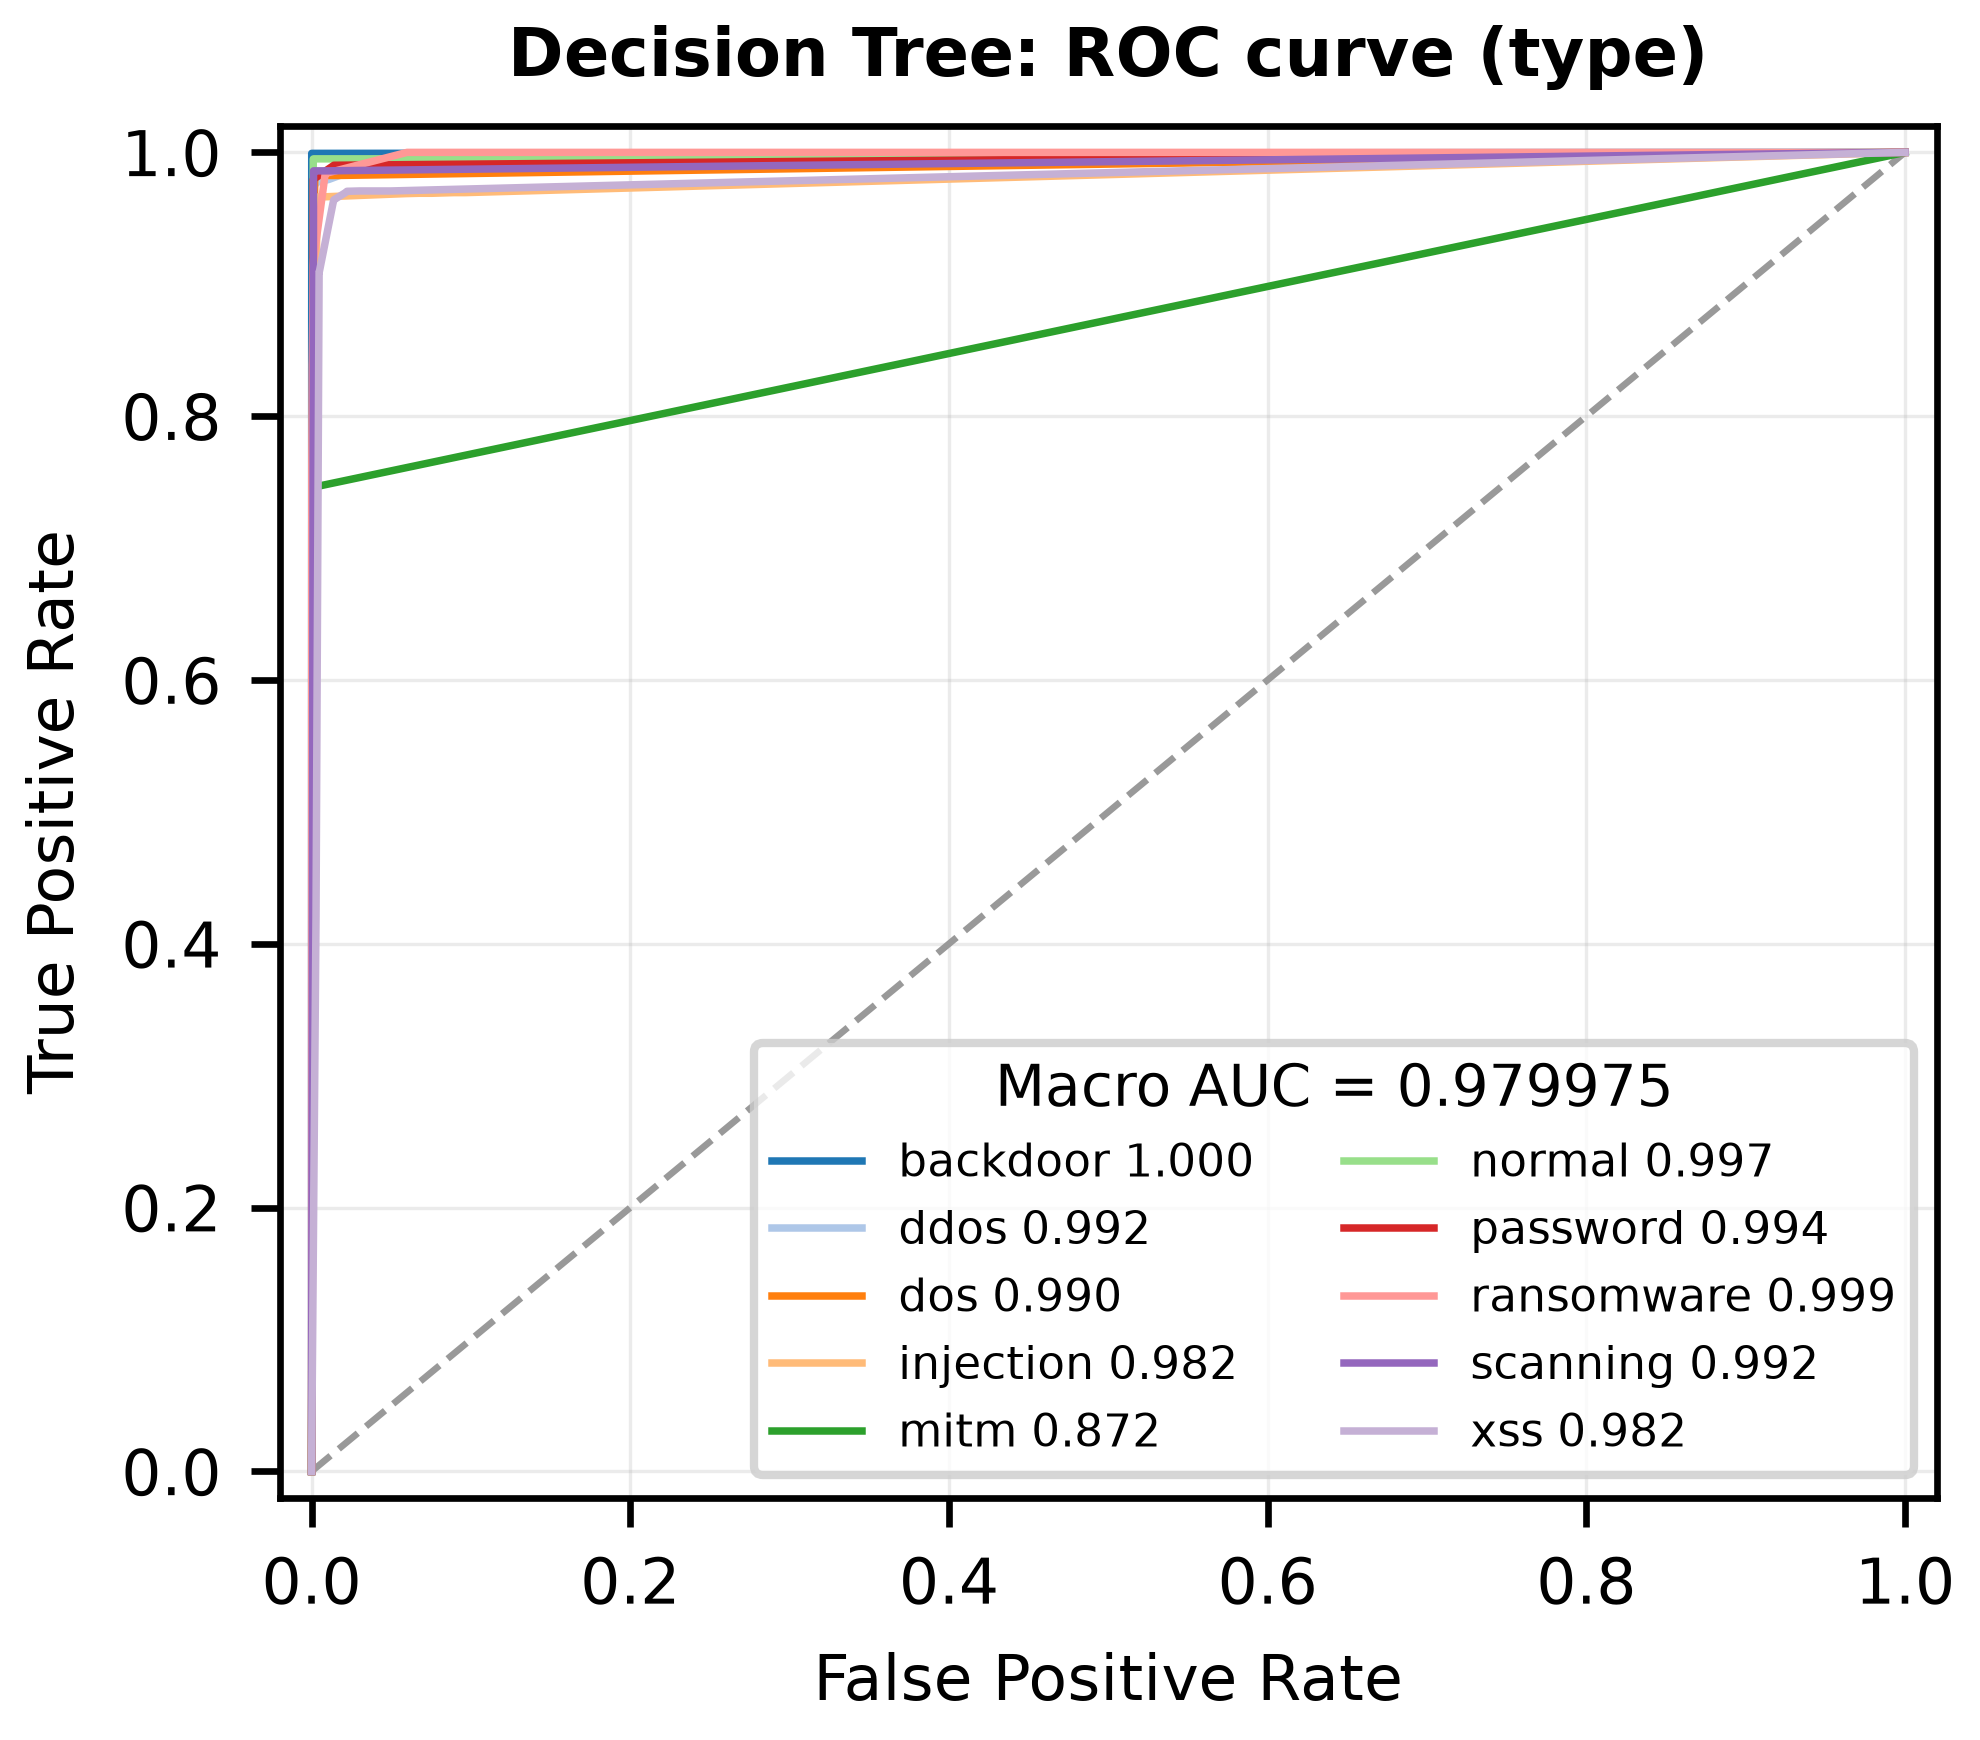 Decision Tree: ROC curve (type)
1.0
0.8
0.6
0.4
0.2
0.0
True Positive Rate
Macro AUC = 0.979975
backdoor 1.000
ddos 0.992
dos 0.990
injection 0.982
mitm 0.872
normal 0.997
password 0.994
ransomware 0.999
scanning 0.992
xss 0.982
0.0 0.2 0.4 0.6 0.8 1.0
False Positive Rate